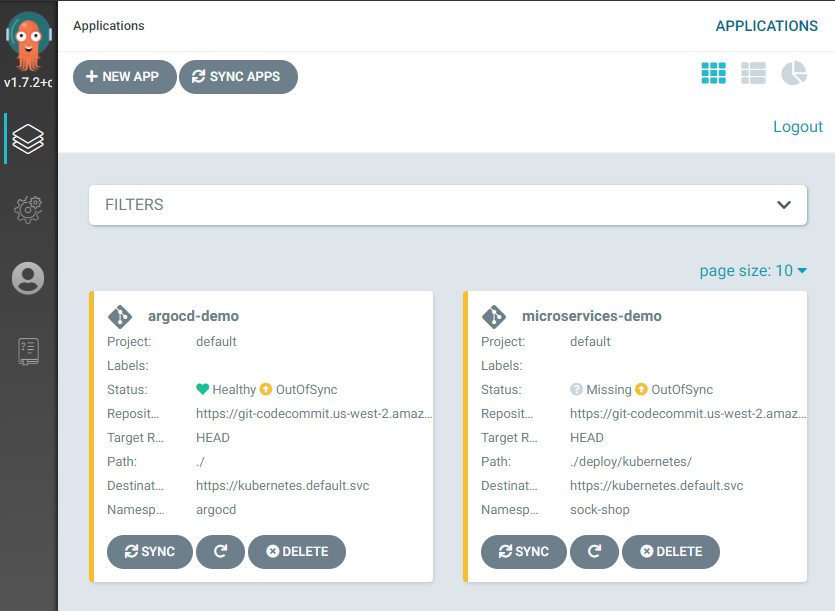 Applications
APPLICATIONS
v1.7.2+c
NEW APP
SYNC APPS
Logout
FILTERS
page size: 10
argocd-demo
Project: default
Labels:
Status: Healthy OutOfSync
Reposit... https://git-codecommit.us-west-2.amaz...
Target R... HEAD
Path: ./
Destinat... https://kubernetes.default.svc
Namesp... argocd
SYNC DELETE
microservices-demo
Project: default
Labels:
Status: Missing OutOfSync
Reposit... https://git-codecommit.us-west-2.amaz...
Target R... HEAD
Path: ./deploy/kubernetes/
Destinat... https://kubernetes.default.svc
Namesp... sock-shop
SYNC DELETE